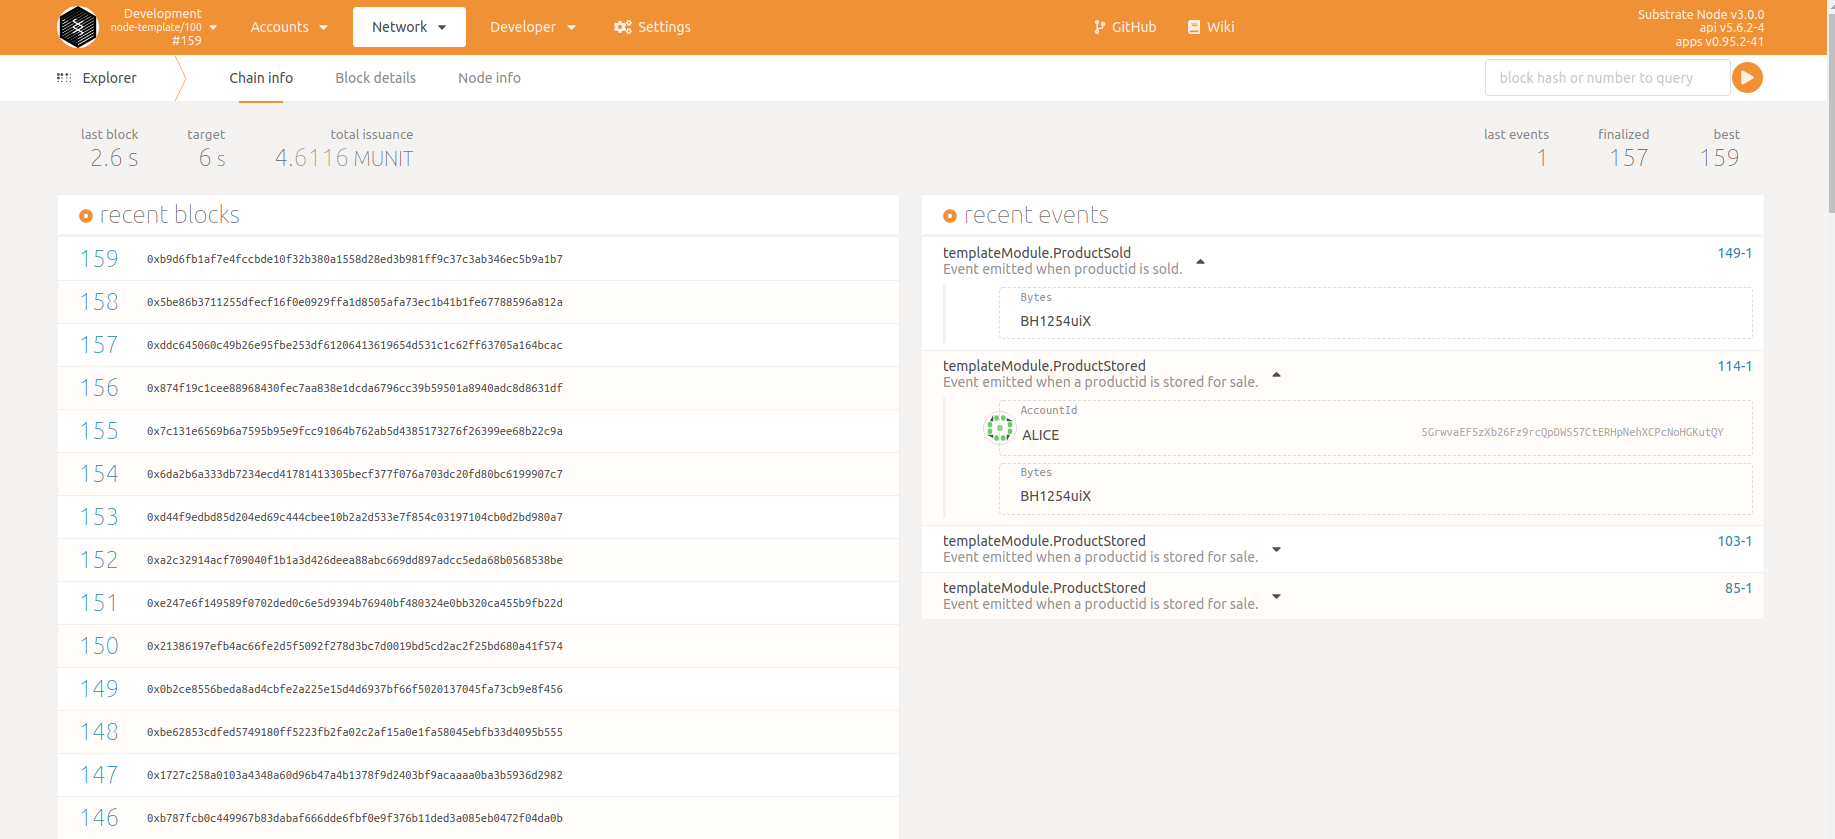 Development
node-template/100
#159
Accounts
Network
Developer
Settings
GitHub
Wiki
Substrate Node v3.0.0
api v5.6.2-4
apps v0.95.2-41
Explorer
Chain info
Block details
Node info
block hash or number to query
last block
2.6 s
target
6 s
total issuance
4.6116 MUNIT
last events
1
finalized
157
best
159
recent blocks
159 0xb9d6fb1af7e4fccbde10f32b380a1558d28ed3b981ff9c37c3ab346ec5b9a1b7
158 0x5be86b3711255dfecf16f0e0929ffa1d8505afa73ec1b41b1fe67788596a812a
157 0xddc645060c49b26e95fbe253df61206413619654d531c1c62ff63705a164bcac
156 0x874f19c1cee88968430fec7aa838e1dcda6796cc39b59501a8940adc8d8631df
155 0x7c131e6569b6a7595b95e9fcc91064b762ab5d4385173276f26399ee68b22c9a
154 0x6da2b6a333db7234ecd41781413305becf377f076a703dc20fd80bc6199907c7
153 0xd44f9edbd85d204ed69c444cbee10b2a2d533e7f854c03197104cb0d2bd980a7
152 0xa2c32914acf709040f1b1a3d426deea88abc669dd897adcc5eda68b0568538be
151 0xe247e6f149589f0702ded0c6e5d9394b76940bf480324e0bb320ca455b9fb22d
150 0x21386197efb4ac66fe2d5f5092f278d3bc7d0019bd5cd2ac2f25bd680a41f574
149 0x0b2ce8556beda8ad4cbfe2a225e15d4d6937bf66f5020137045fa73cb9e8f456
148 0xbe62853cdfed5749180ff5223fb2fa02c2af15a0e1fa58045ebfb33d4095b555
147 0x1727c258a0103a4348a60d96b47a4b1378f9d2403bf9acaaaa0ba3b5936d2982
146 0xb787fcb0c449967b83dabaf666dde6fbf0e9f376b11ded3a085eb0472f04da0b
recent events
templateModule.ProductSold 149-1
Event emitted when productid is sold.
Bytes
BH1254uiX
templateModule.ProductStored 114-1
Event emitted when a productid is stored for sale.
AccountId
ALICE 5GrwvaEF5zXb26Fz9rcQpDWS57CtERHpNehXCPcNoHGKutQY
Bytes
BH1254uiX
templateModule.ProductStored 103-1
Event emitted when a productid is stored for sale.
templateModule.ProductStored 85-1
Event emitted when a productid is stored for sale.